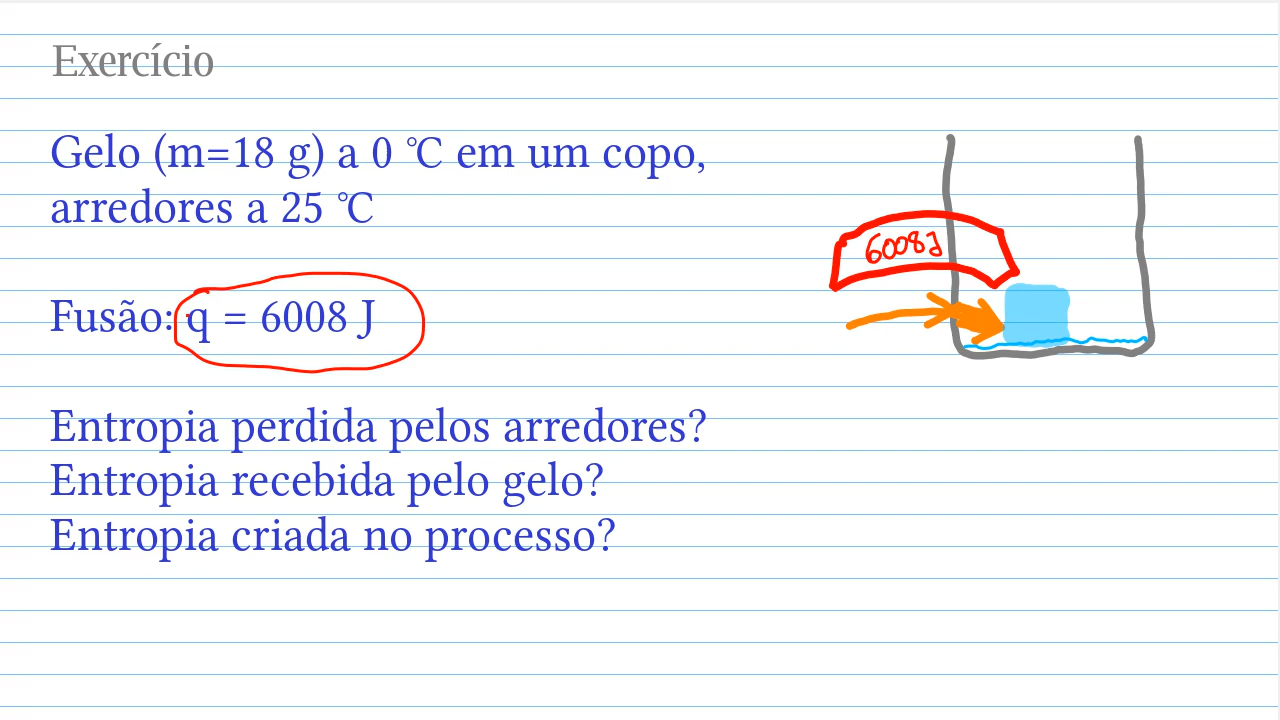 Exercício
Gelo (m=18 g) a 0 ℃ em um copo,
arredores a 25 ℃
6008J
Fusão: q = 6008 J
Entropia perdida pelos arredores?
Entropia recebida pelo gelo?
Entropia criada no processo?